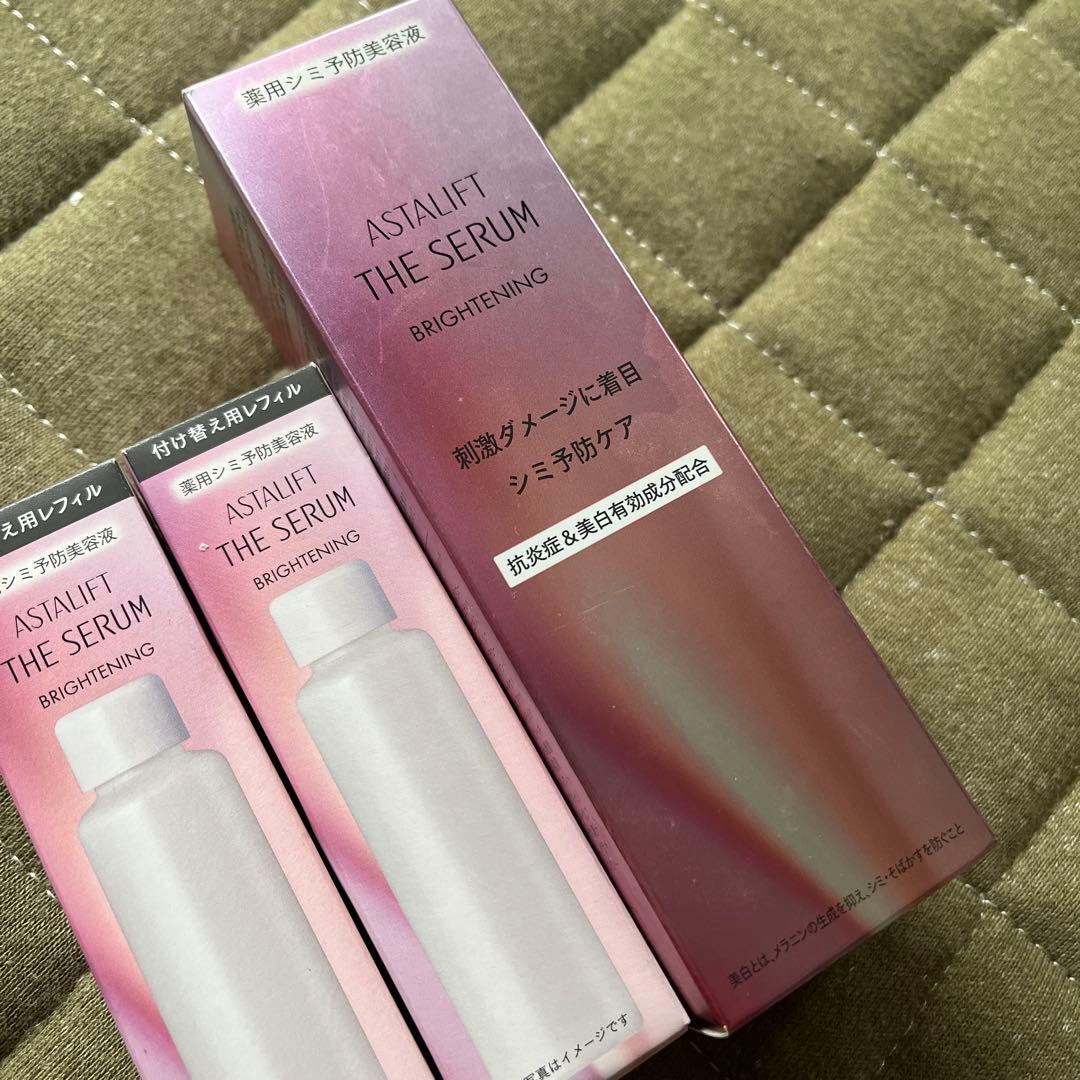 薬用シミ予防美容液
ASTALIFT
THE SERUM
BRIGHTENING
刺激ダメージに着目
シミ予防ケア
抗炎症&美白有効成分配合
美白とは、メラニンの生成を抑え、シミ・そばかすを防ぐこと
付け替え用レフィル
薬用シミ予防美容液
ASTALIFT
THE SERUM
BRIGHTENING
写真はイメージです
え用レフィル
シミ予防美容液
ASTALIFT
THE SERUM
BRIGHTENING